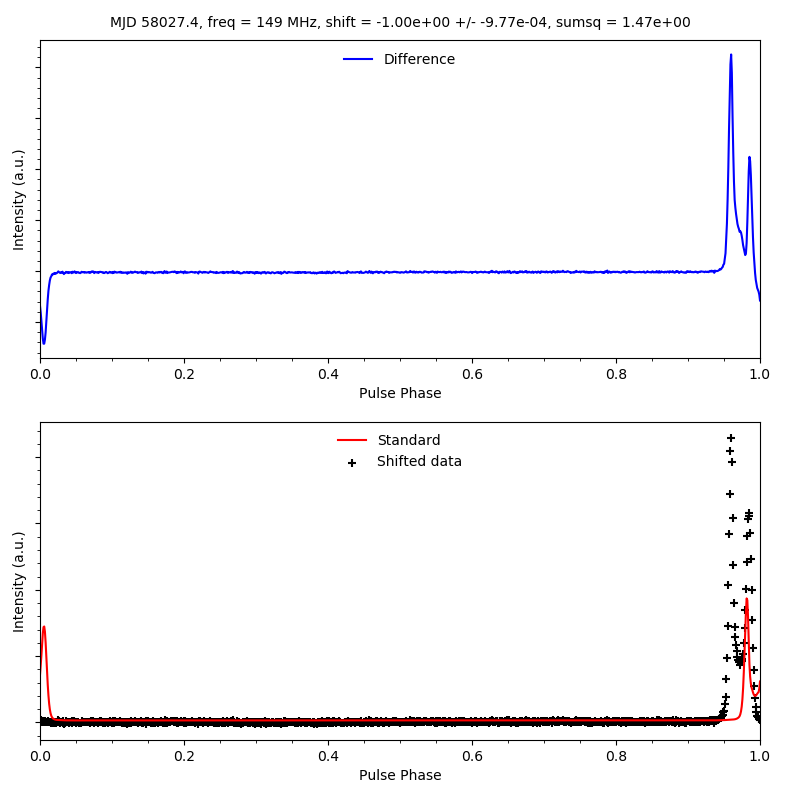 MJD 58027.4, freq = 149 MHz, shift = -1.00e+00 +/- -9.77e-04, sumsq = 1.47e+00
Difference
Intensity (a.u.)
0.0 0.2 0.4 0.6 0.8 1.0
Pulse Phase
Standard
Shifted data
Intensity (a.u.)
0.0 0.2 0.4 0.6 0.8 1.0
Pulse Phase